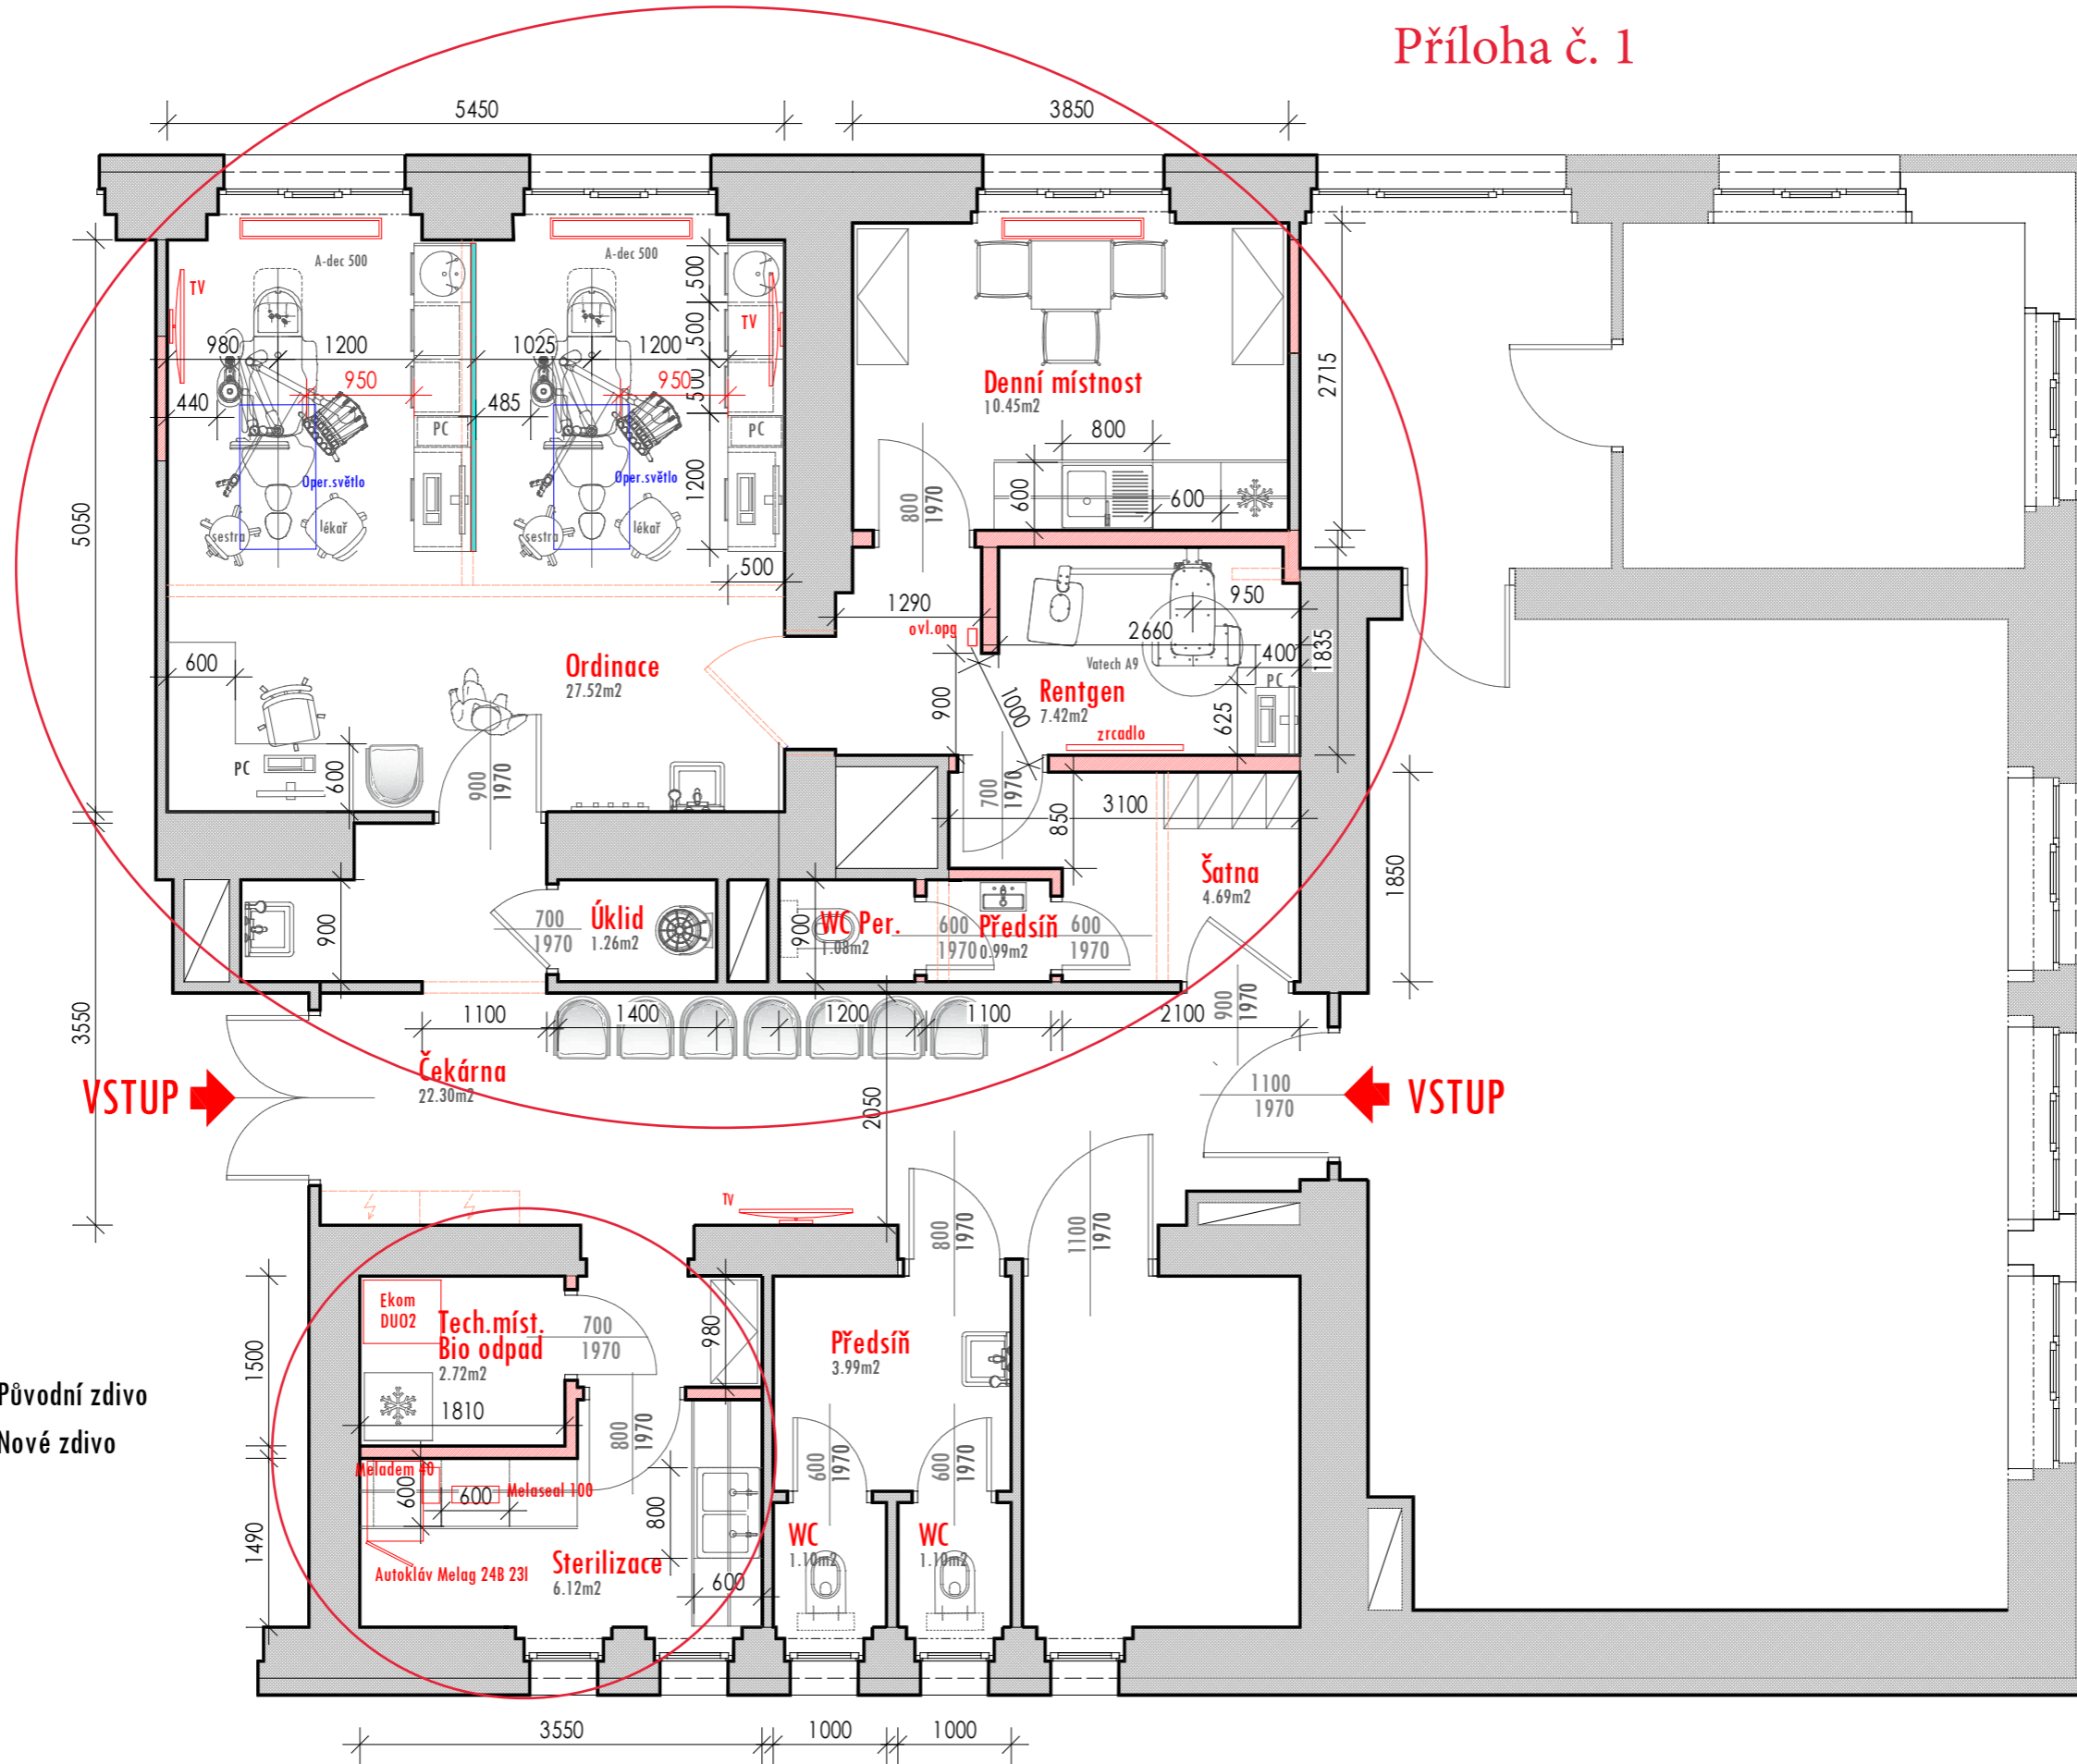 Příloha č. 1
5450
3850
A-dec 500
A-dec 500
TV
TV
500
500
500
980
1200
1025
1200
950
950
440
485
PC
PC
1200
Oper.světlo
Oper.světlo
sestra
lékař
sestra
lékař
500
5050
Denní místnost
10.45m2
2715
800
800
1970
600
600
1290
950
ovl.opg
2660
1835
Vatech A9
400
PC
Ordinace
27.52m2
600
900
1000
Rentgen
7.42m2
625
zrcadlo
PC
600
900
1970
700
1970
850
3100
Šatna
4.69m2
1850
900
700
1970
Úklid
1.26m2
900
WC Per.
1.08m2
600
1970
Předsíň
0.99m2
600
1970
900
1970
3550
1100
1400
1200
1100
2100
Čekárna
22.30m2
VSTUP
2050
1100
1970
VSTUP
TV
800
1970
1100
1970
Ekom
DUO2
Tech.míst.
Bio odpad
2.72m2
700
1970
980
Předsíň
3.99m2
1500
Původní zdivo
Nové zdivo
1810
800
1970
600
1970
600
1970
Meladem 40
600
600
Melaseal 100
800
1490
Autokláv Melag 24B 23l
Sterilizace
6.12m2
600
WC
1.10m2
WC
1.10m2
3550
1000
1000